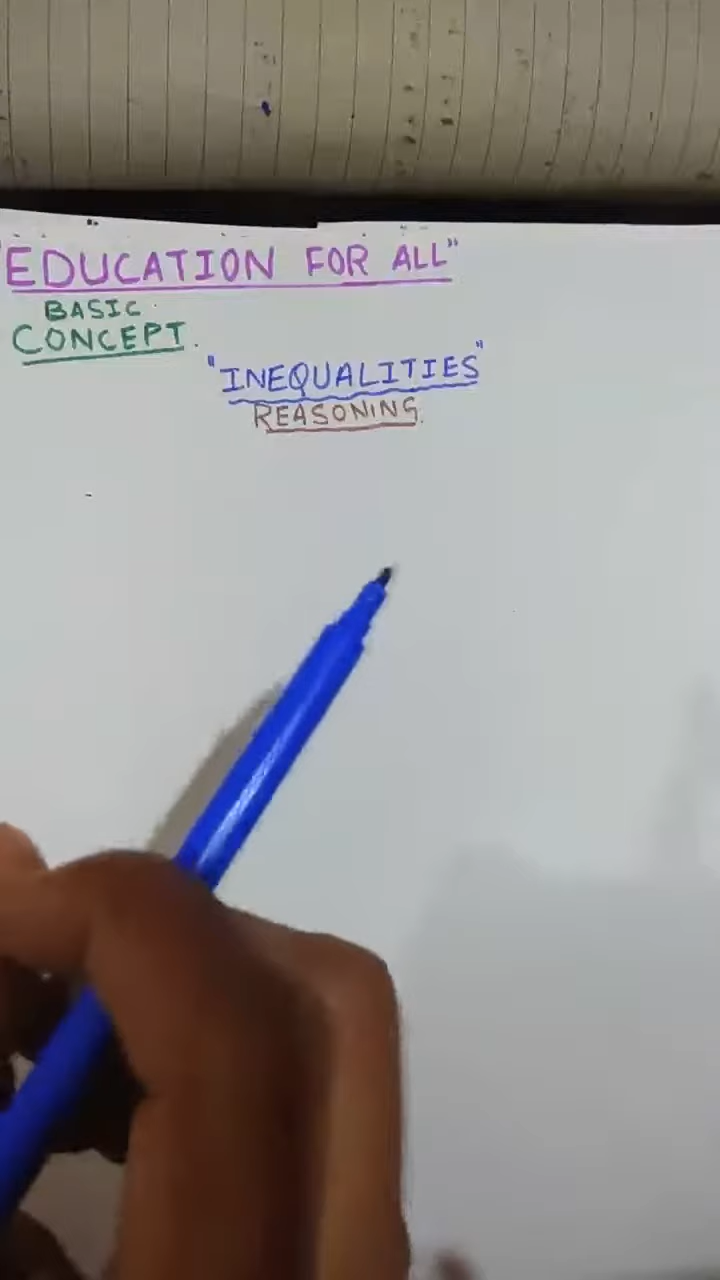 "EDUCATION FOR ALL"
BASIC
CONCEPT.
"INEQUALITIES"
REASONING.